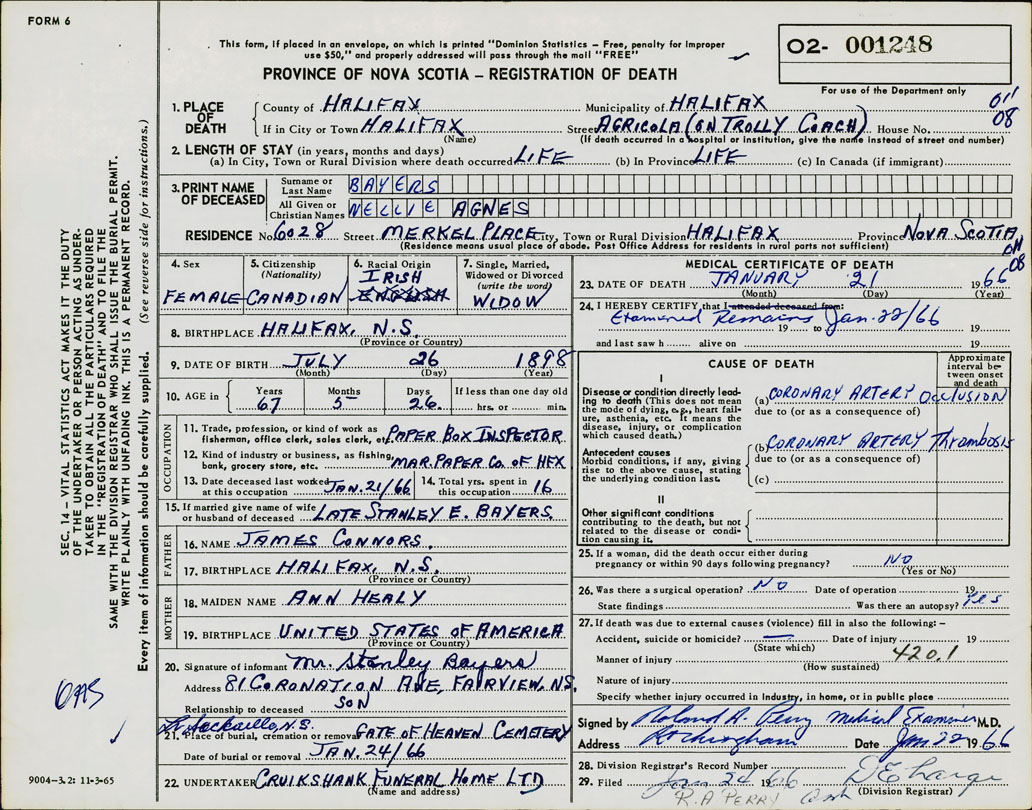 FORM 6
This form, if placed in an envelope, on which is printed "Dominion Statistics – Free, penalty for improper
use $50," and properly addressed will pass through the mail "FREE"
PROVINCE OF NOVA SCOTIA – REGISTRATION OF DEATH
02- 001248
For use of the Department only
011
08
1. PLACE OF DEATH
County of HALIFAX Municipality of HALIFAX
If in City or Town HALIFAX Street AGRICOLA (ON TROLLY COACH) House No.
(Name) (If death occurred in a hospital or institution, give the name instead of street and number)
2. LENGTH OF STAY (in years, months and days)
(a) In City, Town or Rural Division where death occurred LIFE (b) In Province LIFE (c) In Canada (if immigrant)
3. PRINT NAME OF DECEASED
Surname or Last Name BAYERS
All Given or Christian Names NELLIE AGNES
RESIDENCE No. 6028 Street MERKEL PLACE City, Town or Rural Division HALIFAX Province NOVA SCOTIA
(Residence means usual place of abode. Post Office Address for residents in rural parts not sufficient)
08
4. Sex
FEMALE
5. Citizenship
(Nationality)
CANADIAN
6. Racial Origin
IRISH
ENGLISH
7. Single, Married,
Widowed or Divorced
(write the word)
WIDOW
8. BIRTHPLACE HALIFAX, N.S.
(Province or Country)
9. DATE OF BIRTH JULY 26 1898
(Month) (Day) (Year)
10. AGE in Years 67 Months 5 Days 26. If less than one day old
hrs. or min.
OCCUPATION
11. Trade, profession, or kind of work as
fisherman, office clerk, sales clerk, etc. PAPER BOX INSPECTOR
12. Kind of industry or business, as fishing,
bank, grocery store, etc. MAR. PAPER CO. OF HFX
13. Date deceased last worked
at this occupation JAN. 21/66
14. Total yrs. spent in
this occupation 16
15. If married give name of wife
or husband of deceased LATE STANLEY E. BAYERS.
FATHER
16. NAME JAMES CONNORS.
17. BIRTHPLACE HALIFAX, N.S.
(Province or Country)
MOTHER
18. MAIDEN NAME ANN HEALY
19. BIRTHPLACE UNITED STATES OF AMERICA
(Province or Country)
20. Signature of informant Mr. Stanley Bayers
Address 81 CORONATION AVE, FAIRVIEW, N.S.
Relationship to deceased SON
Lr Sackville, N.S.
21. Place of burial, cremation or removal GATE OF HEAVEN CEMETERY
Date of burial or removal JAN. 24/66
22. UNDERTAKER CRUIKSHANK FUNERAL HOME LTD
(Name and address)
MEDICAL CERTIFICATE OF DEATH
23. DATE OF DEATH JANUARY 21 1966
(Month) (Day) (Year)
24. I HEREBY CERTIFY that I attended deceased from:
Examined Remains 19 to Jan. 22/66 19
and last saw h alive on 19
CAUSE OF DEATH
Approximate
interval be-
tween onset
and death
I
Disease or condition directly lead-
ing to death (This does not mean
the mode of dying, e.g., heart fail-
ure, asthenia, etc. It means the
disease, injury, or complication
which caused death.)
(a) CORONARY ARTERY Occlusion
due to (or as a consequence of)
Antecedent causes
Morbid conditions, if any, giving
rise to the above cause, stating
the underlying condition last.
(b) CORONARY ARTERY Thrombosis
due to (or as a consequence of)
(c)
II
Other significant conditions
contributing to the death, but not
related to the disease or condi-
tion causing it.
25. If a woman, did the death occur either during
pregnancy or within 90 days following pregnancy? NO
(Yes or No)
26. Was there a surgical operation? NO Date of operation 19
State findings Was there an autopsy? Yes
27. If death was due to external causes (violence) fill in also the following: –
Accident, suicide or homicide? — Date of injury 19
(State which)
Manner of injury 420.1
(How sustained)
Nature of injury
Specify whether injury occurred in Industry, in home, or in public place
Signed by Roland A. Perry Medical Examiner M.D.
Address Rockingham Date Jan 22 1966
28. Division Registrar's Record Number
29. Filed Jan 24 1966
(Division Registrar)
R.A PERRY
SEC. 14 – VITAL STATISTICS ACT MAKES IT THE DUTY
OF THE UNDERTAKER OR PERSON ACTING AS UNDER-
TAKER TO OBTAIN ALL THE PARTICULARS REQUIRED
IN THE "REGISTRATION OF DEATH" AND TO FILE THE
SAME WITH THE DIVISION REGISTRAR WHO SHALL ISSUE THE BURIAL PERMIT.
WRITE PLAINLY WITH UNFADING INK. THIS IS A PERMANENT RECORD.
Every item of information should be carefully supplied. (See reverse side for instructions.)
OAS
9004-3.2: 11-3-65